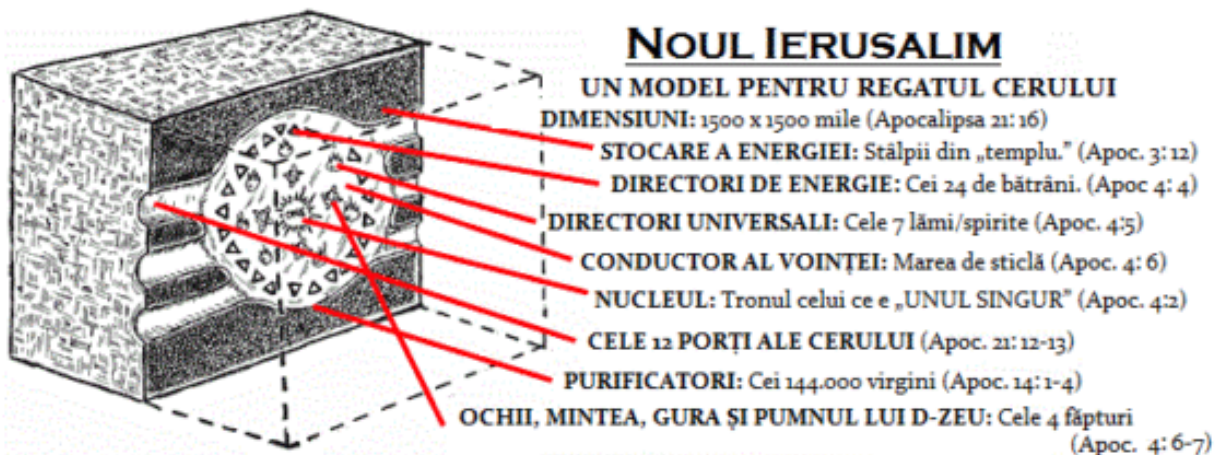 NOUL IERUSALIM
UN MODEL PENTRU REGATUL CERULUI
DIMENSIUNI: 1500 x 1500 mile (Apocalipsa 21: 16)
STOCARE A ENERGIEI: Stâlpii din „templu.” (Apoc. 3: 12)
DIRECTORI DE ENERGIE: Cei 24 de bătrâni. (Apoc 4: 4)
DIRECTORI UNIVERSALI: Cele 7 lămi/spirite (Apoc. 4:5)
CONDUCTOR AL VOINȚEI: Marea de sticlă (Apoc. 4: 6)
NUCLEUL: Tronul celui ce e „UNUL SINGUR” (Apoc. 4:2)
CELE 12 PORȚI ALE CERULUI (Apoc. 21: 12-13)
PURIFICATORI: Cei 144.000 virgini (Apoc. 14: 1-4)
OCHII, MINTEA, GURA ȘI PUMNUL LUI D-ZEU: Cele 4 făpturi
(Apoc. 4: 6-7)